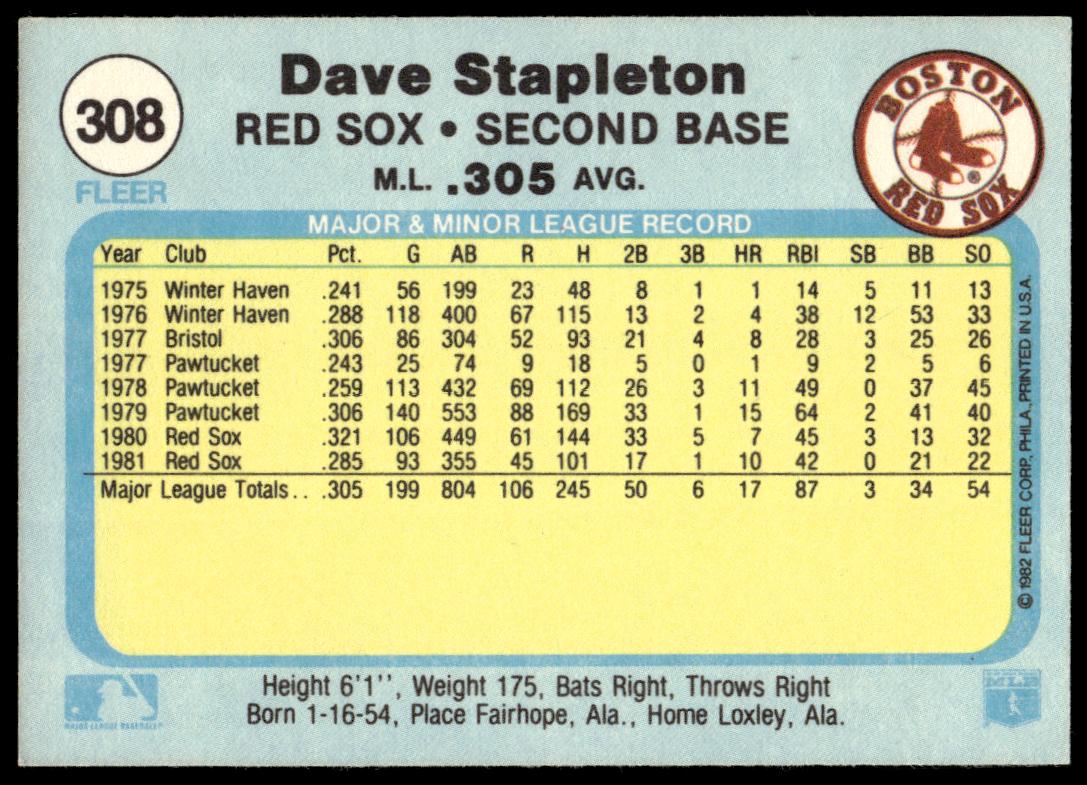 308
FLEER
Dave Stapleton
RED SOX • SECOND BASE
M.L. .305 AVG.
BOSTON
RED SOX
®
MAJOR & MINOR LEAGUE RECORD
Year Club Pct. G AB R H 2B 3B HR RBI SB BB SO
1975 Winter Haven .241 56 199 23 48 8 1 1 14 5 11 13
1976 Winter Haven .288 118 400 67 115 13 2 4 38 12 53 33
1977 Bristol .306 86 304 52 93 21 4 8 28 3 25 26
1977 Pawtucket .243 25 74 9 18 5 0 1 9 2 5 6
1978 Pawtucket .259 113 432 69 112 26 3 11 49 0 37 45
1979 Pawtucket .306 140 553 88 169 33 1 15 64 2 41 40
1980 Red Sox .321 106 449 61 144 33 5 7 45 3 13 32
1981 Red Sox .285 93 355 45 101 17 1 10 42 0 21 22
Major League Totals . . .305 199 804 106 245 50 6 17 87 3 34 54
© 1982 FLEER CORP., PHILA., PRINTED IN U.S.A.
Height 6'1'', Weight 175, Bats Right, Throws Right
Born 1-16-54, Place Fairhope, Ala., Home Loxley, Ala.
MAJOR LEAGUE BASEBALL